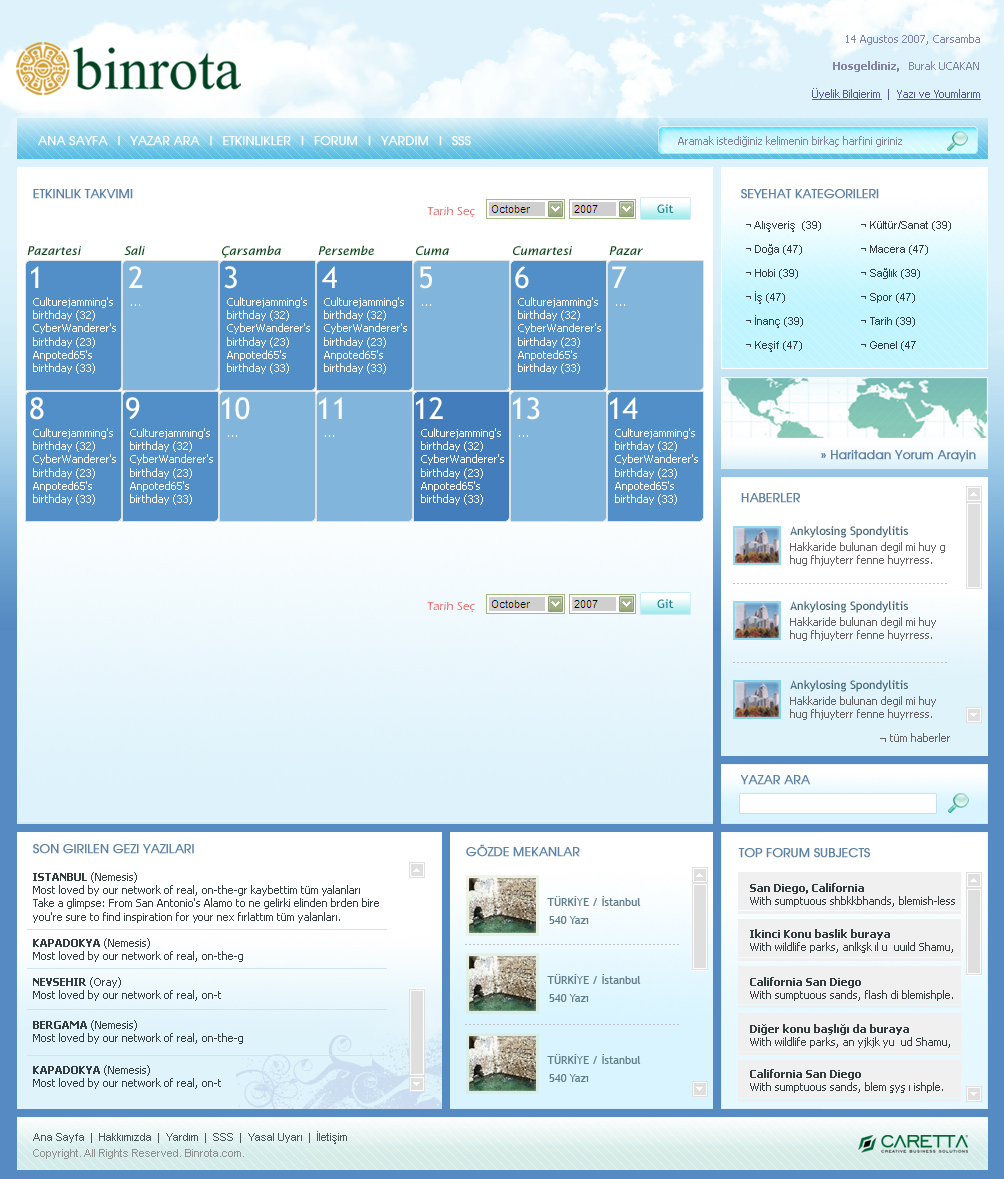 binrota
14 Agustos 2007, Carsamba
Hosgeldiniz, Burak UCAKAN
Üyelik Bilgierim | Yazı ve Youmlarım
ANA SAYFA | YAZAR ARA | ETKINLIKLER | FORUM | YARDIM | SSS
Aramak istediğiniz kelimenin birkaç harfini giriniz
ETKINLIK TAKVIMI
Tarih Seç October 2007 Git
Pazartesi Sali Çarsamba Persembe Cuma Cumartesi Pazar
1
Culturejamming's
birthday (32)
CyberWanderer's
birthday (23)
Anpoted65's
birthday (33)
2
...
3
Culturejamming's
birthday (32)
CyberWanderer's
birthday (23)
Anpoted65's
birthday (33)
4
Culturejamming's
birthday (32)
CyberWanderer's
birthday (23)
Anpoted65's
birthday (33)
5
...
6
Culturejamming's
birthday (32)
CyberWanderer's
birthday (23)
Anpoted65's
birthday (33)
7
...
8
Culturejamming's
birthday (32)
CyberWanderer's
birthday (23)
Anpoted65's
birthday (33)
9
Culturejamming's
birthday (32)
CyberWanderer's
birthday (23)
Anpoted65's
birthday (33)
10
...
11
...
12
Culturejamming's
birthday (32)
CyberWanderer's
birthday (23)
Anpoted65's
birthday (33)
13
...
14
Culturejamming's
birthday (32)
CyberWanderer's
birthday (23)
Anpoted65's
birthday (33)
Tarih Seç October 2007 Git
SEYEHAT KATEGORILERI
¬ Alışveriş (39) ¬ Kültür/Sanat (39)
¬ Doğa (47) ¬ Macera (47)
¬ Hobi (39) ¬ Sağlık (39)
¬ İş (47) ¬ Spor (47)
¬ İnanç (39) ¬ Tarih (39)
¬ Keşif (47) ¬ Genel (47
» Haritadan Yorum Arayin
HABERLER
Ankylosing Spondylitis
Hakkaride bulunan degil mi huy g
hug fhjuyterr fenne huyrress.
Ankylosing Spondylitis
Hakkaride bulunan degil mi huy
hug fhjuyterr fenne huyrress.
Ankylosing Spondylitis
Hakkaride bulunan degil mi huy
hug fhjuyterr fenne huyrress.
¬ tüm haberler
YAZAR ARA
SON GIRILEN GEZI YAZILARI
ISTANBUL (Nemesis)
Most loved by our network of real, on-the-gr kaybettim tüm yalanları
Take a glimpse: From San Antonio's Alamo to ne gelirki elinden brden bire
you're sure to find inspiration for your nex fırlattım tüm yalanları.
KAPADOKYA (Nemesis)
Most loved by our network of real, on-the-g
NEVSEHIR (Oray)
Most loved by our network of real, on-t
BERGAMA (Nemesis)
Most loved by our network of real, on-the-g
KAPADOKYA (Nemesis)
Most loved by our network of real, on-t
GÖZDE MEKANLAR
TÜRKİYE / İstanbul
540 Yazı
TÜRKİYE / İstanbul
540 Yazı
TÜRKİYE / İstanbul
540 Yazı
TOP FORUM SUBJECTS
San Diego, California
With sumptuous shbkkbhands, blemish-less
Ikinci Konu baslik buraya
With wildlife parks, anlkşk ıl u uuıld Shamu,
California San Diego
With sumptuous sands, flash di blemishple.
Diğer konu başlığı da buraya
With wildlife parks, an yjkjk yu ud Shamu,
California San Diego
With sumptuous sands, blem şyş ı ishple.
Ana Sayfa | Hakkımızda | Yardım | SSS | Yasal Uyarı | İletişim
Copyright. All Rights Reserved. Binrota.com.
CARETTA
CREATIVE BUSINESS SOLUTIONS